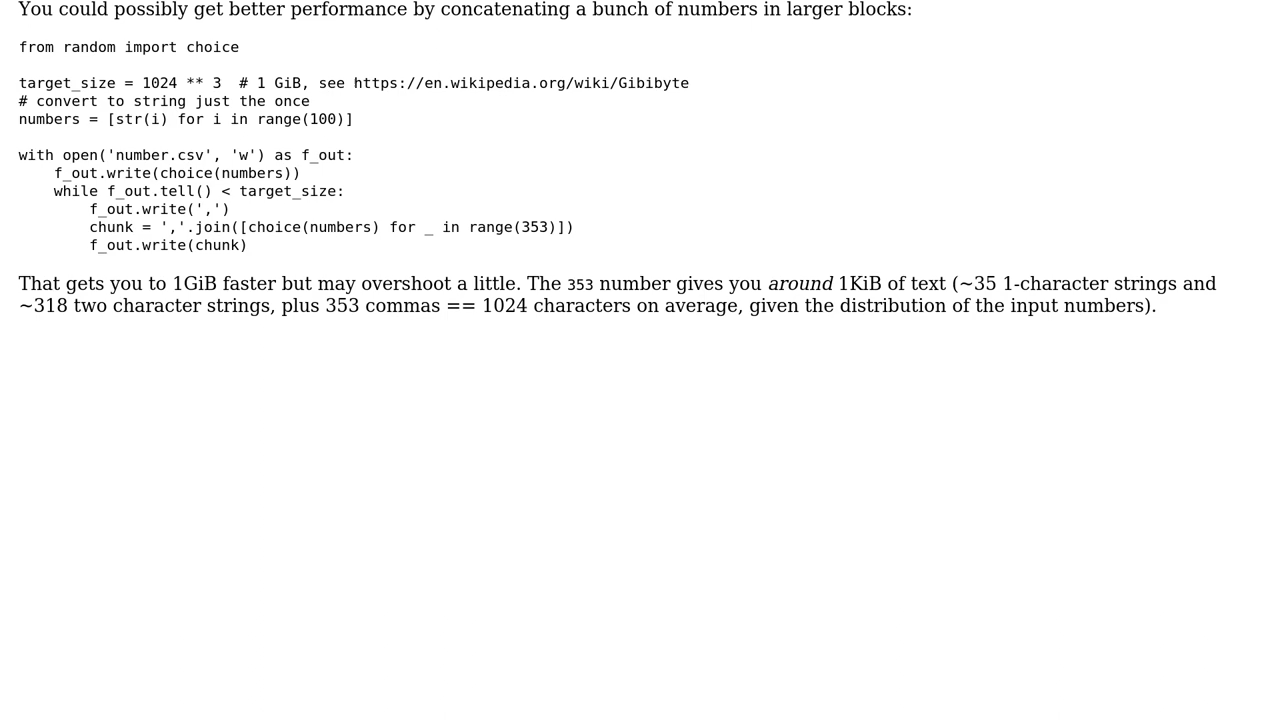 You could possibly get better performance by concatenating a bunch of numbers in larger blocks:
from random import choice
target_size = 1024 ** 3  # 1 GiB, see https://en.wikipedia.org/wiki/Gibibyte
# convert to string just the once
numbers = [str(i) for i in range(100)]
with open('number.csv', 'w') as f_out:
    f_out.write(choice(numbers))
    while f_out.tell() < target_size:
        f_out.write(',')
        chunk = ','.join([choice(numbers) for _ in range(353)])
        f_out.write(chunk)
That gets you to 1GiB faster but may overshoot a little. The 353 number gives you around 1KiB of text (~35 1-character strings and
~318 two character strings, plus 353 commas == 1024 characters on average, given the distribution of the input numbers).